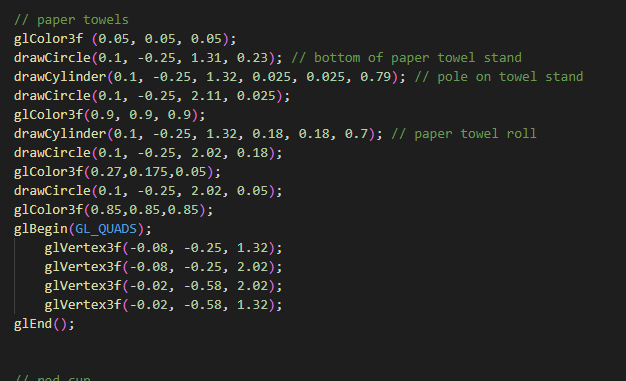 // paper towels
glColor3f (0.05, 0.05, 0.05);
drawCircle(0.1, -0.25, 1.31, 0.23); // bottom of paper towel stand
drawCylinder(0.1, -0.25, 1.32, 0.025, 0.025, 0.79); // pole on towel stand
drawCircle(0.1, -0.25, 2.11, 0.025);
glColor3f(0.9, 0.9, 0.9);
drawCylinder(0.1, -0.25, 1.32, 0.18, 0.18, 0.7); // paper towel roll
drawCircle(0.1, -0.25, 2.02, 0.18);
glColor3f(0.27,0.175,0.05);
drawCircle(0.1, -0.25, 2.02, 0.05);
glColor3f(0.85,0.85,0.85);
glBegin(GL_QUADS);
    glVertex3f(-0.08, -0.25, 1.32);
    glVertex3f(-0.08, -0.25, 2.02);
    glVertex3f(-0.02, -0.58, 2.02);
    glVertex3f(-0.02, -0.58, 1.32);
glEnd();
// red cup